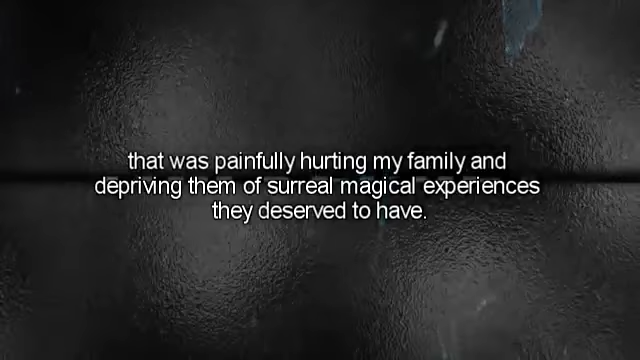 that was painfully hurting my family and
depriving them of surreal magical experiences
they deserved to have.